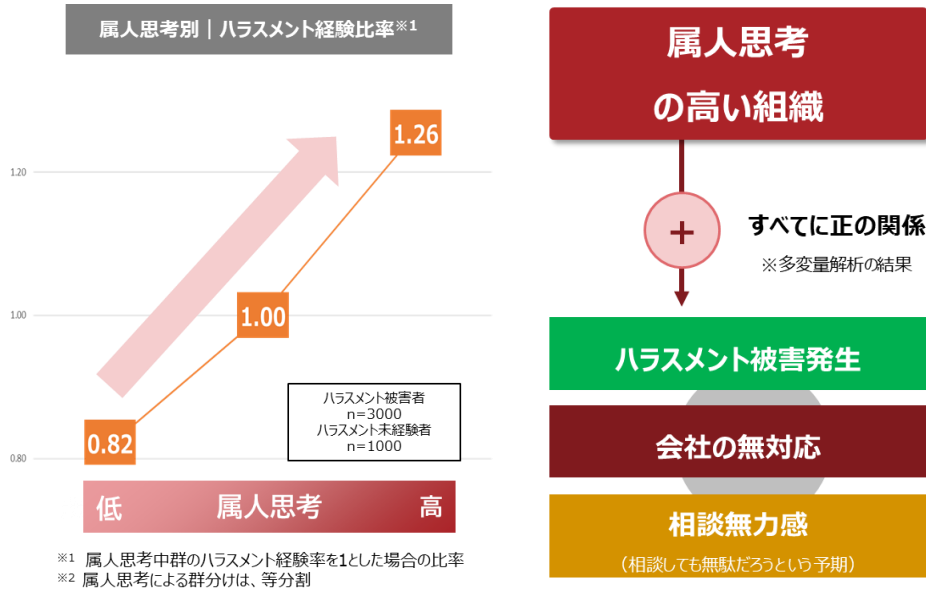 属人思考別｜ハラスメント経験比率※1
1.26
1.20
1.00
1.00
0.82
0.80
ハラスメント被害者
n=3000
ハラスメント未経験者
n=1000
低 属人思考 高
※1 属人思考中群のハラスメント経験率を1とした場合の比率
※2 属人思考による群分けは、等分割
属人思考
の高い組織
+
すべてに正の関係
※多変量解析の結果
ハラスメント被害発生
会社の無対応
相談無力感
（相談しても無駄だろうという予期）